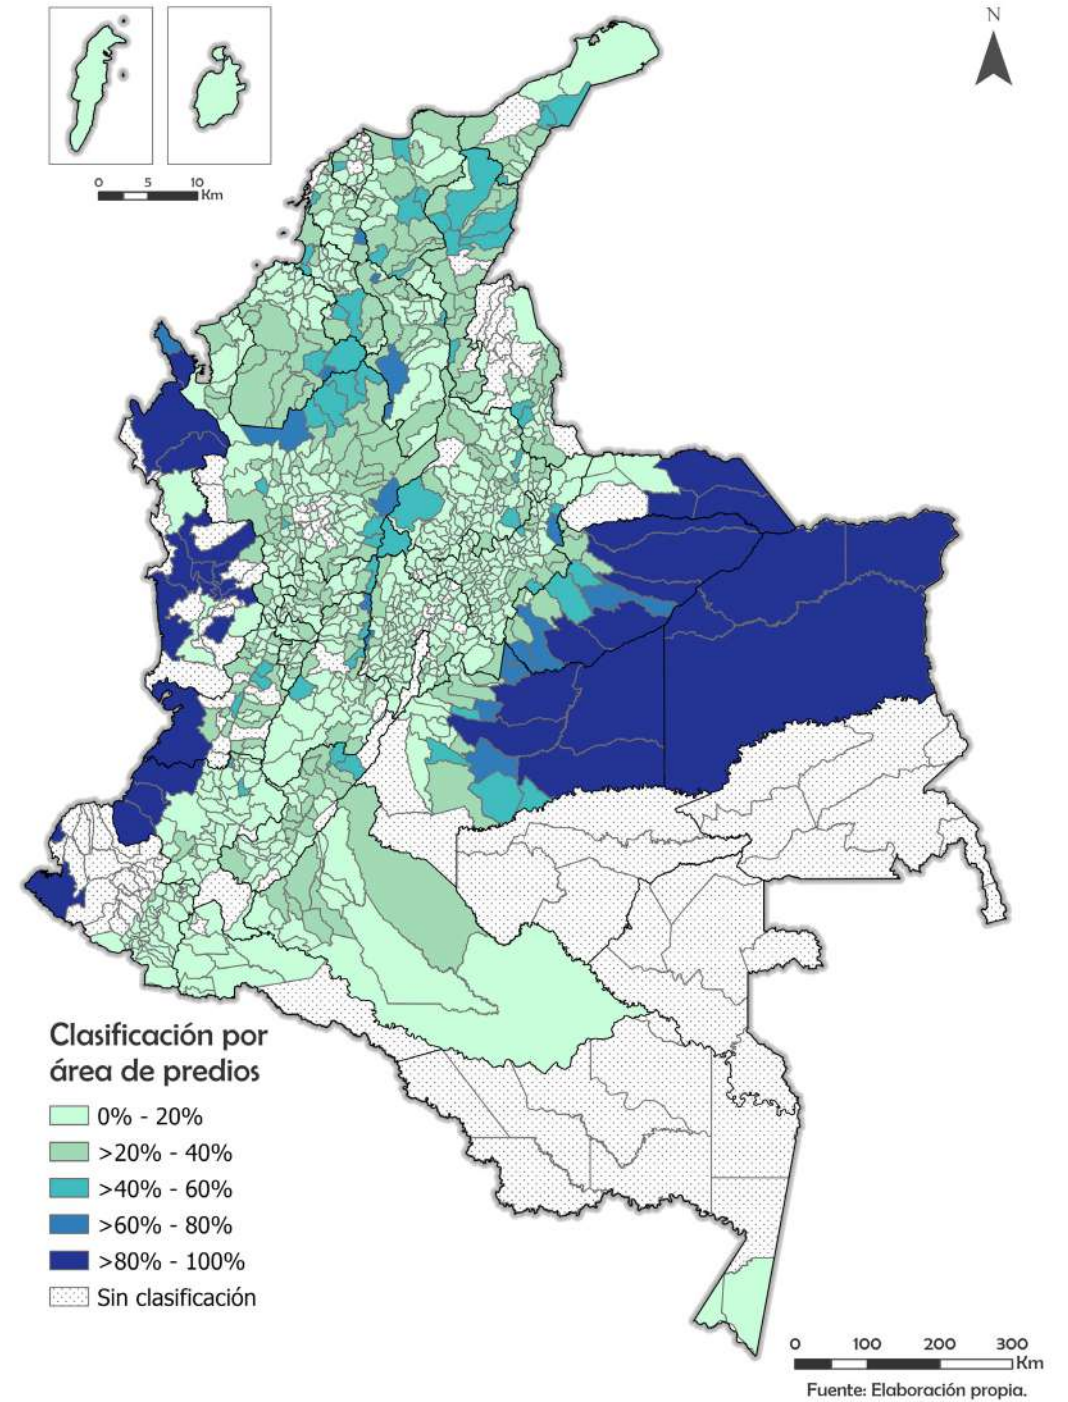 N
0 5 10
Km
Clasificación por
área de predios
0% - 20%
>20% - 40%
>40% - 60%
>60% - 80%
>80% - 100%
Sin clasificación
0 100 200 300
Km
Fuente: Elaboración propia.